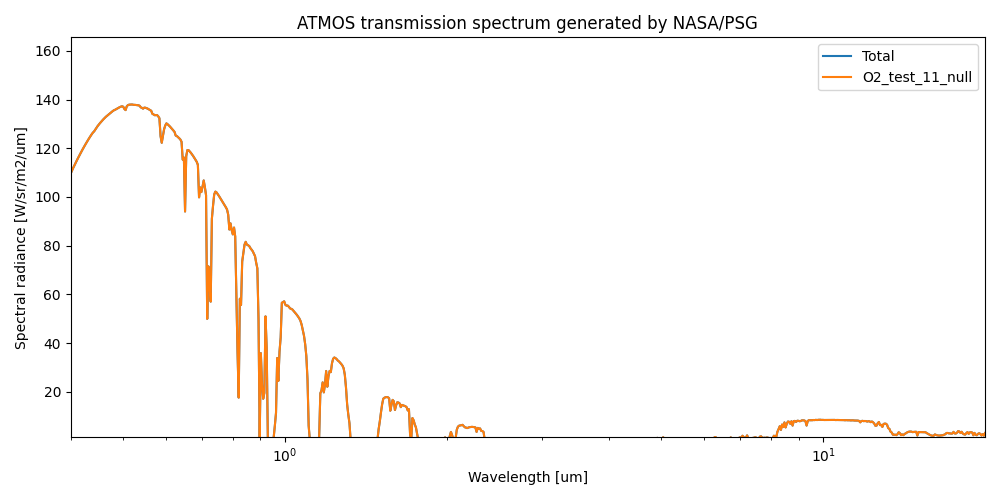 ATMOS transmission spectrum generated by NASA/PSG
Total
O2_test_11_null
160
140
120
100
80
60
40
20
Spectral radiance [W/sr/m2/um]
10⁰
10¹
Wavelength [um]